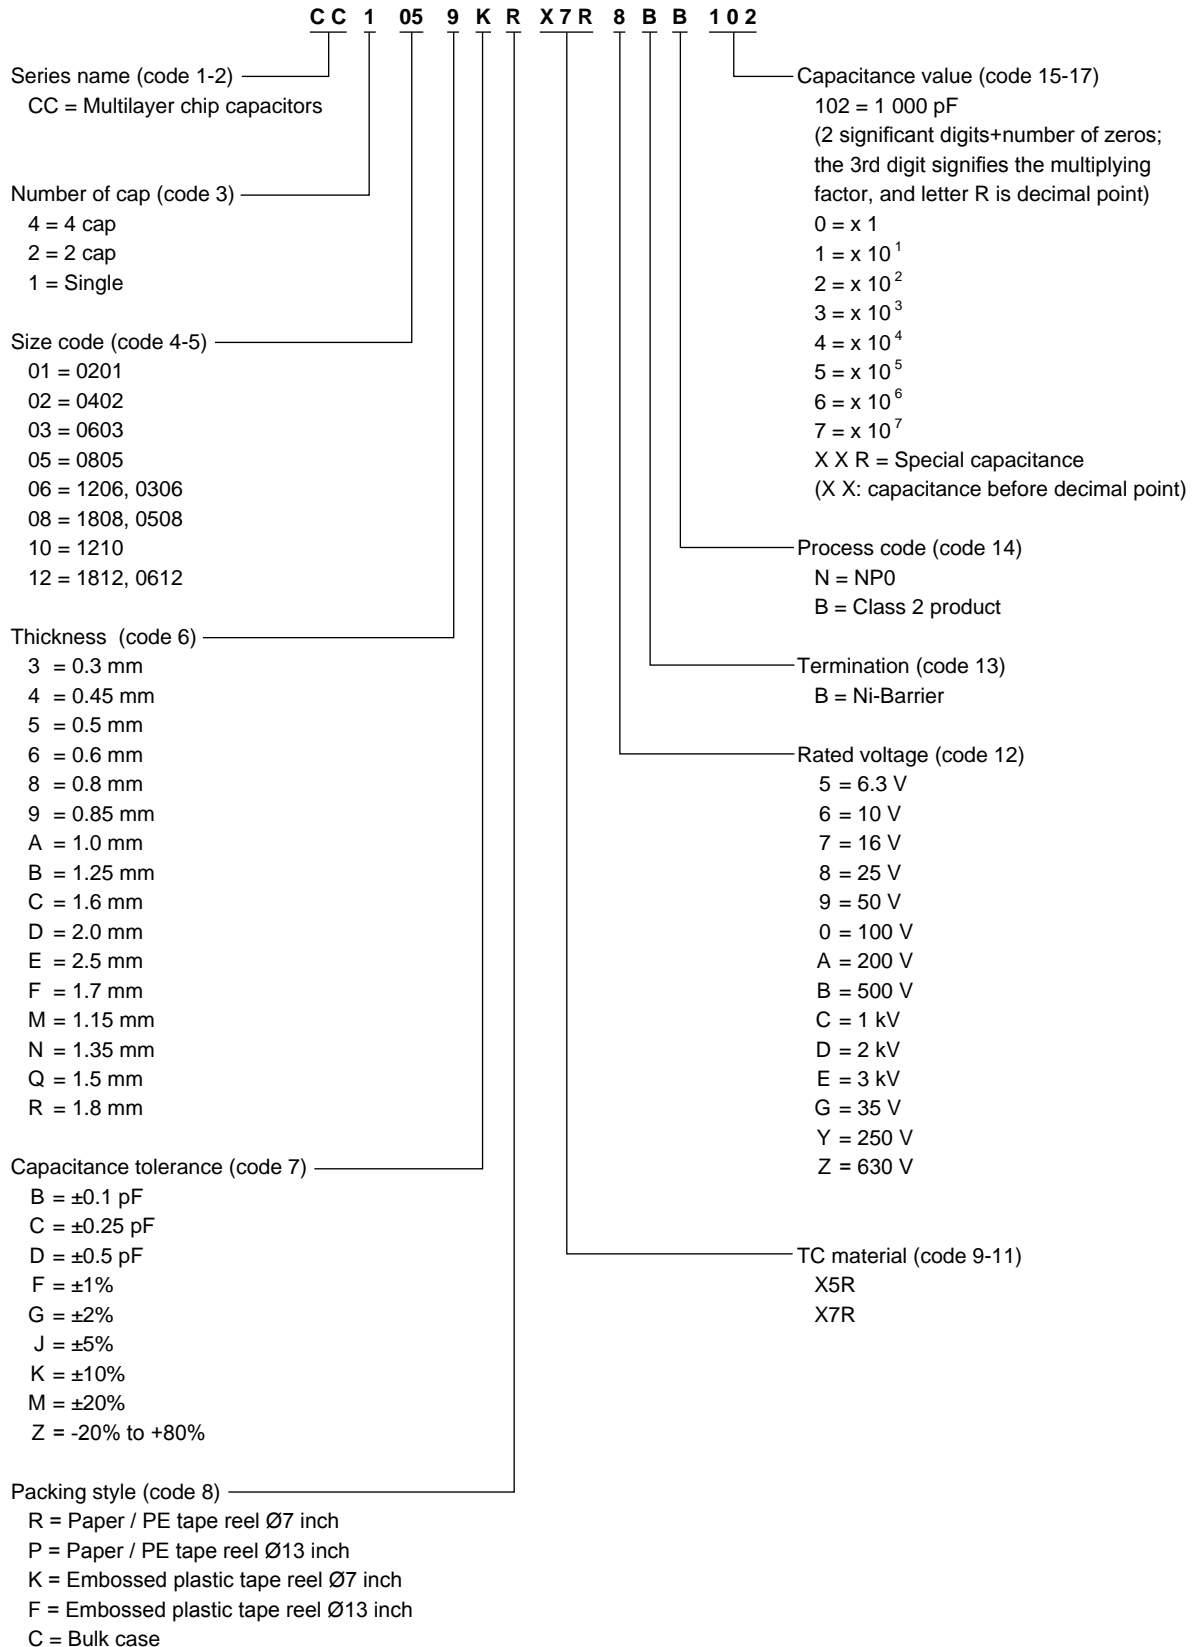 CC 1 05 9 K R X7R 8 B B 102
Series name (code 1-2)
CC = Multilayer chip capacitors
Number of cap (code 3)
4 = 4 cap
2 = 2 cap
1 = Single
Size code (code 4-5)
01 = 0201
02 = 0402
03 = 0603
05 = 0805
06 = 1206, 0306
08 = 1808, 0508
10 = 1210
12 = 1812, 0612
Thickness (code 6)
3 = 0.3 mm
4 = 0.45 mm
5 = 0.5 mm
6 = 0.6 mm
8 = 0.8 mm
9 = 0.85 mm
A = 1.0 mm
B = 1.25 mm
C = 1.6 mm
D = 2.0 mm
E = 2.5 mm
F = 1.7 mm
M = 1.15 mm
N = 1.35 mm
Q = 1.5 mm
R = 1.8 mm
Capacitance tolerance (code 7)
B = ±0.1 pF
C = ±0.25 pF
D = ±0.5 pF
F = ±1%
G = ±2%
J = ±5%
K = ±10%
M = ±20%
Z = -20% to +80%
Packing style (code 8)
R = Paper / PE tape reel Ø7 inch
P = Paper / PE tape reel Ø13 inch
K = Embossed plastic tape reel Ø7 inch
F = Embossed plastic tape reel Ø13 inch
C = Bulk case
Capacitance value (code 15-17)
102 = 1 000 pF
(2 significant digits+number of zeros;
the 3rd digit signifies the multiplying
factor, and letter R is decimal point)
0 = x 1
1 = x 10¹
2 = x 10²
3 = x 10³
4 = x 10⁴
5 = x 10⁵
6 = x 10⁶
7 = x 10⁷
X X R = Special capacitance
(X X: capacitance before decimal point)
Process code (code 14)
N = NP0
B = Class 2 product
Termination (code 13)
B = Ni-Barrier
Rated voltage (code 12)
5 = 6.3 V
6 = 10 V
7 = 16 V
8 = 25 V
9 = 50 V
0 = 100 V
A = 200 V
B = 500 V
C = 1 kV
D = 2 kV
E = 3 kV
G = 35 V
Y = 250 V
Z = 630 V
TC material (code 9-11)
X5R
X7R